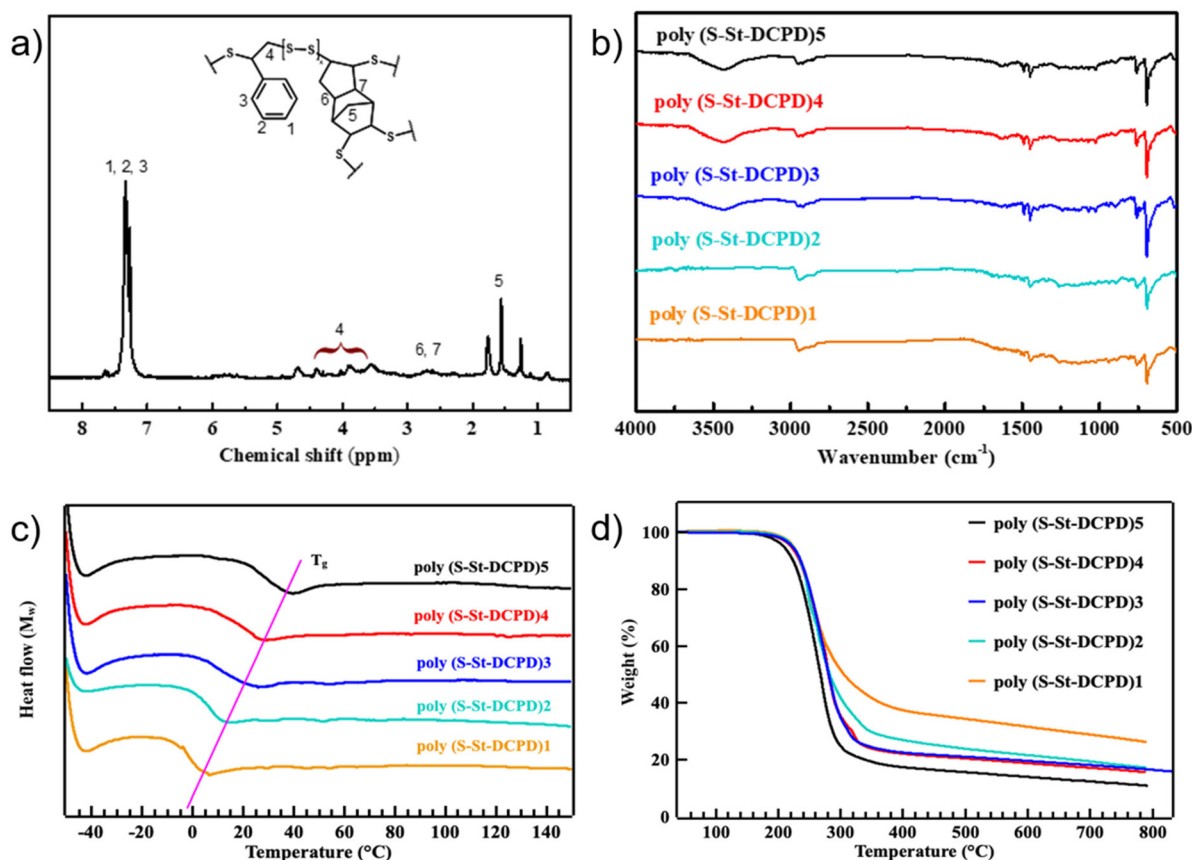 a)
S
4
S
S
x
S
7
6
3
5
2
1
S
S
1, 2, 3
5
4
6, 7
8 7 6 5 4 3 2 1
Chemical shift (ppm)
b)
poly (S-St-DCPD)5
poly (S-St-DCPD)4
poly (S-St-DCPD)3
poly (S-St-DCPD)2
poly (S-St-DCPD)1
4000 3500 3000 2500 2000 1500 1000 500
Wavenumber (cm-1)
c)
Tg
poly (S-St-DCPD)5
poly (S-St-DCPD)4
poly (S-St-DCPD)3
poly (S-St-DCPD)2
poly (S-St-DCPD)1
Heat flow (Mw)
-40 -20 0 20 40 60 80 100 120 140
Temperature (°C)
d)
100
80
60
40
20
0
Weight (%)
poly (S-St-DCPD)5
poly (S-St-DCPD)4
poly (S-St-DCPD)3
poly (S-St-DCPD)2
poly (S-St-DCPD)1
100 200 300 400 500 600 700 800
Temperature (°C)